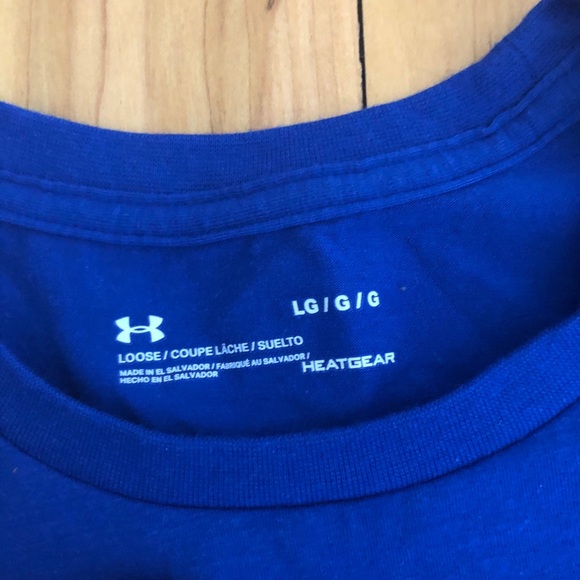 LG / G / G
LOOSE / COUPE LÂCHE / SUELTO
MADE IN EL SALVADOR / FABRIQUÉ AU SALVADOR /
HECHO EN EL SALVADOR
HEATGEAR